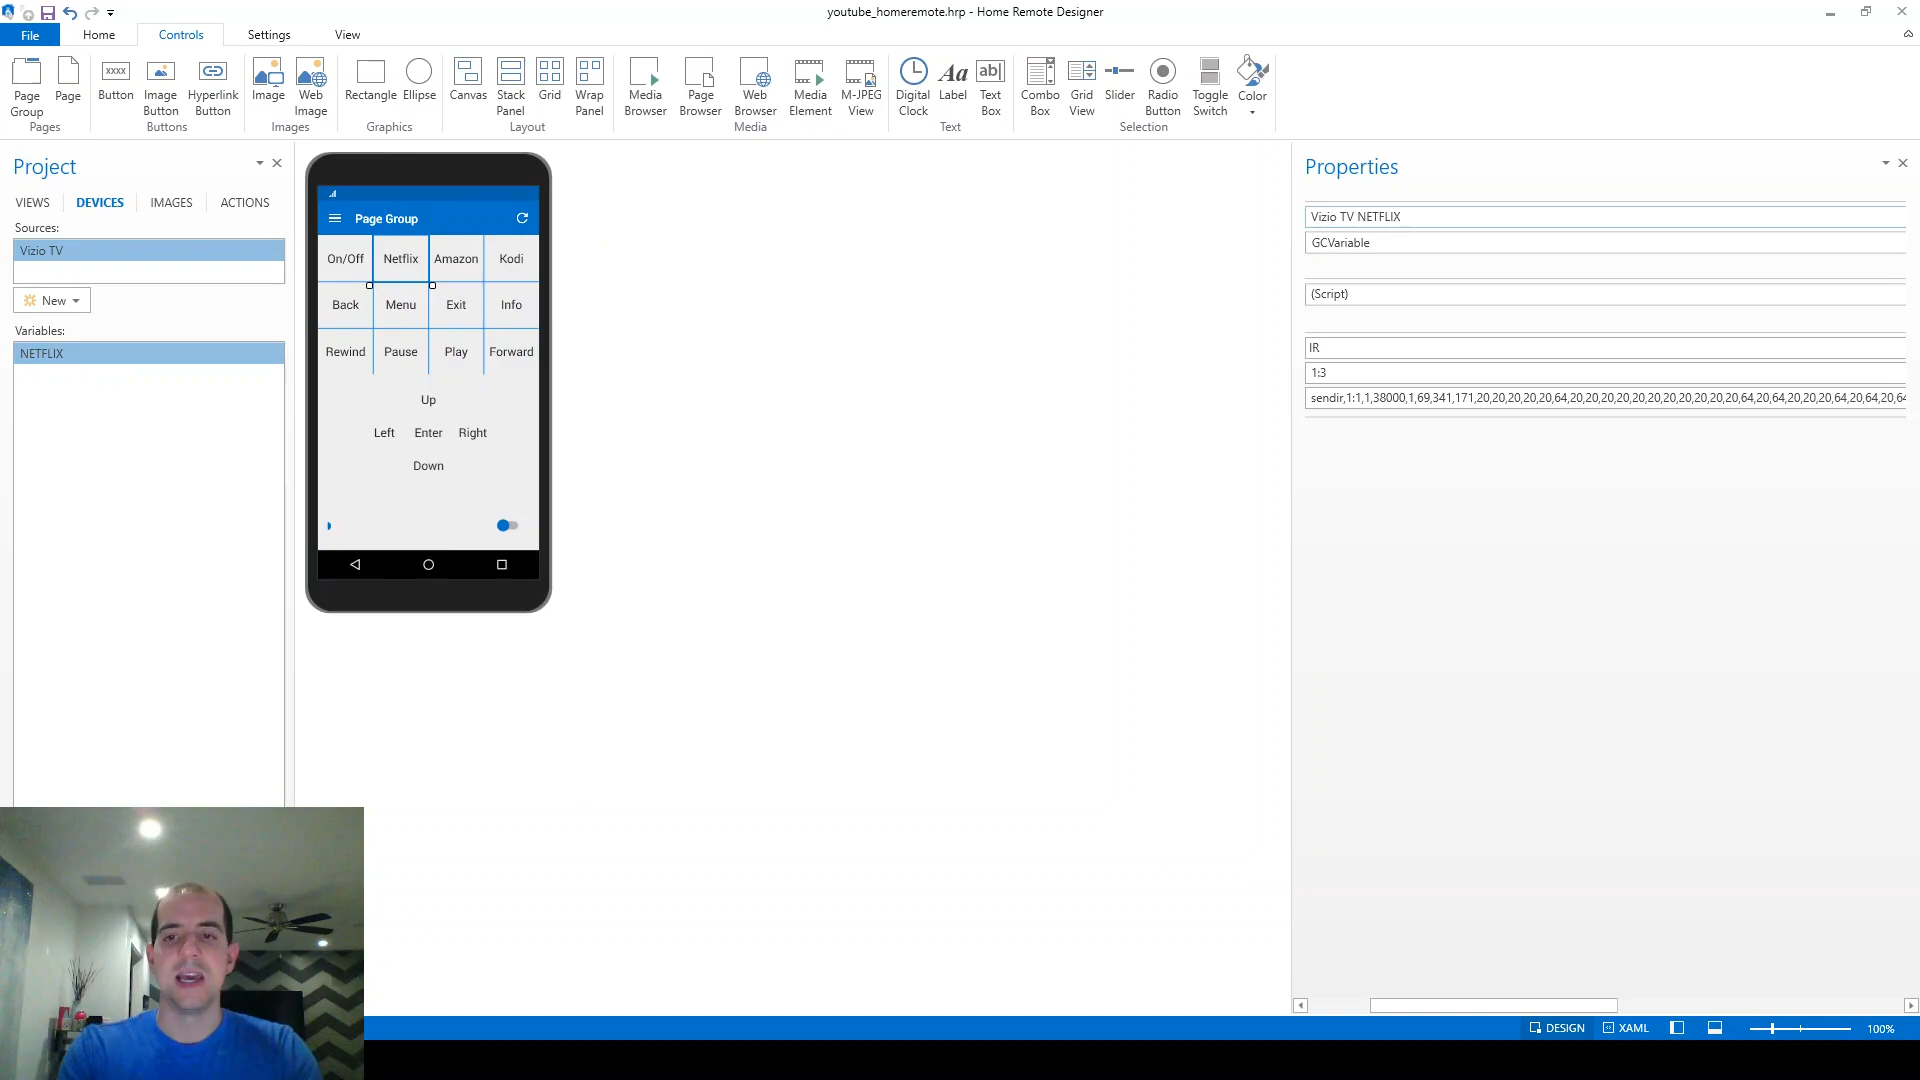 youtube_homeremote.hrp - Home Remote Designer
File
Home
Controls
Settings
View
Page Group
Page
Pages
xxxx
Button
Image Button
Hyperlink Button
Buttons
Image
Web Image
Images
Rectangle
Ellipse
Graphics
Canvas
Stack Panel
Grid
Wrap Panel
Layout
Media Browser
Page Browser
Web Browser
Media Element
M-JPEG View
Media
Digital Clock
Aa
Label
ab|
Text Box
Text
Combo Box
Grid View
Slider
Radio Button
Toggle Switch
Selection
Color
Project
VIEWS
DEVICES
IMAGES
ACTIONS
Sources:
Vizio TV
New
Variables:
NETFLIX
Page Group
On/Off
Netflix
Amazon
Kodi
Back
Menu
Exit
Info
Rewind
Pause
Play
Forward
Up
Left
Enter
Right
Down
Properties
Vizio TV NETFLIX
GCVariable
(Script)
IR
1:3
sendir,1:1,1,38000,1,69,341,171,20,20,20,20,20,64,20,20,20,20,20,20,20,20,20,20,20,64,20,64,20,20,20,64,20,64,20,64
DESIGN
XAML
100%